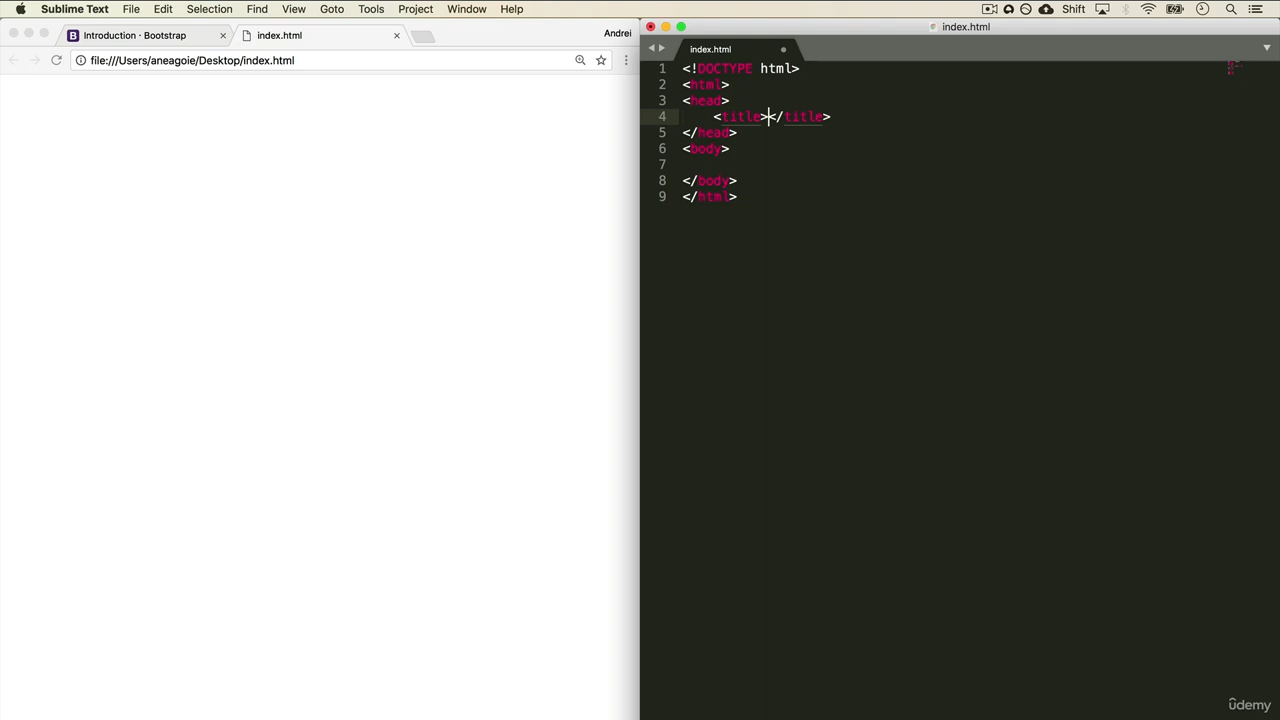 Sublime Text File Edit Selection Find View Goto Tools Project Window Help Shift
Introduction · Bootstrap index.html Andrei
file:///Users/aneagoie/Desktop/index.html
index.html
index.html
1 <!DOCTYPE html>
2 <html>
3 <head>
4 <title></title>
5 </head>
6 <body>
7
8 </body>
9 </html>
ûdemy